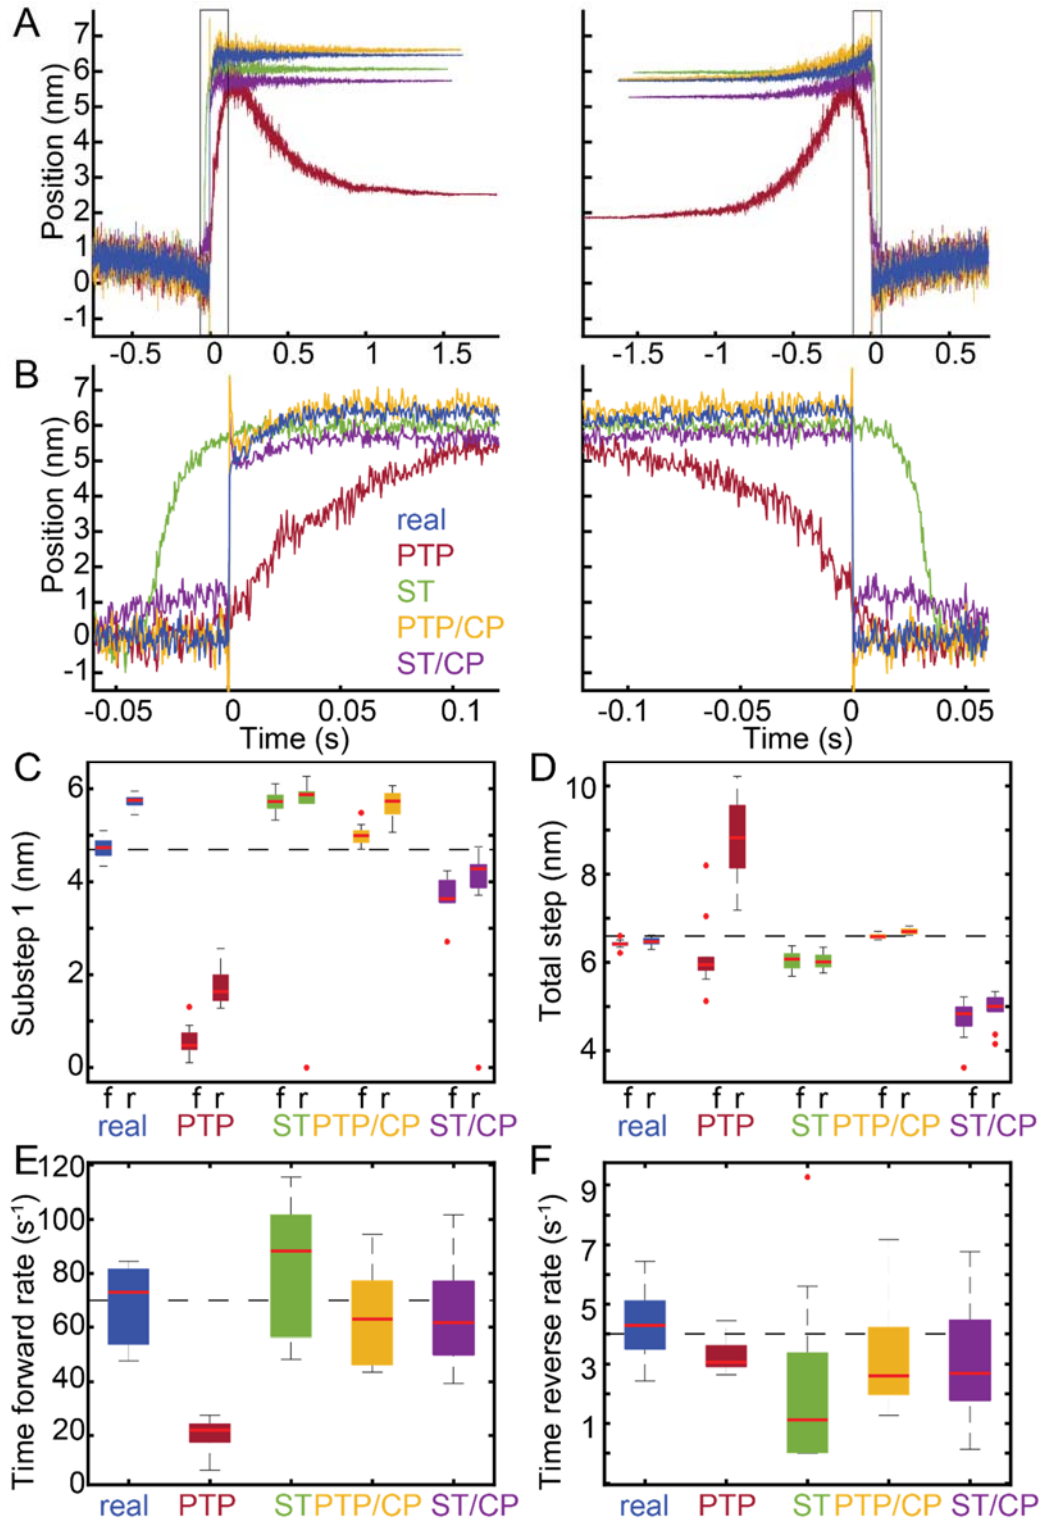 A
Position (nm)
7
6
5
4
3
2
1
0
-1
-0.5 0 0.5 1 1.5
-1.5 -1 -0.5 0 0.5
B
Position (nm)
7
6
5
4
3
2
1
0
-1
real
PTP
ST
PTP/CP
ST/CP
-0.05 0 0.05 0.1
Time (s)
-0.1 -0.05 0 0.05
Time (s)
C
Substep 1 (nm)
6
4
2
0
f r f r f r f r f r
real PTP ST PTP/CP ST/CP
D
Total step (nm)
10
8
6
4
f r f r f r f r f r
real PTP ST PTP/CP ST/CP
E
Time forward rate (s-1)
120
100
80
60
40
20
0
real PTP ST PTP/CP ST/CP
F
Time reverse rate (s-1)
9
7
5
3
1
real PTP ST PTP/CP ST/CP